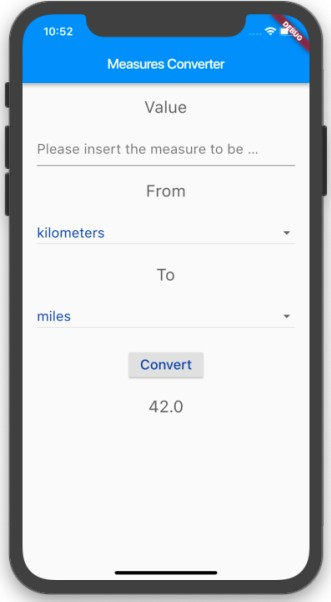 10:52
DEBUG
Measures Converter
Value
Please insert the measure to be ...
From
kilometers
To
miles
Convert
42.0